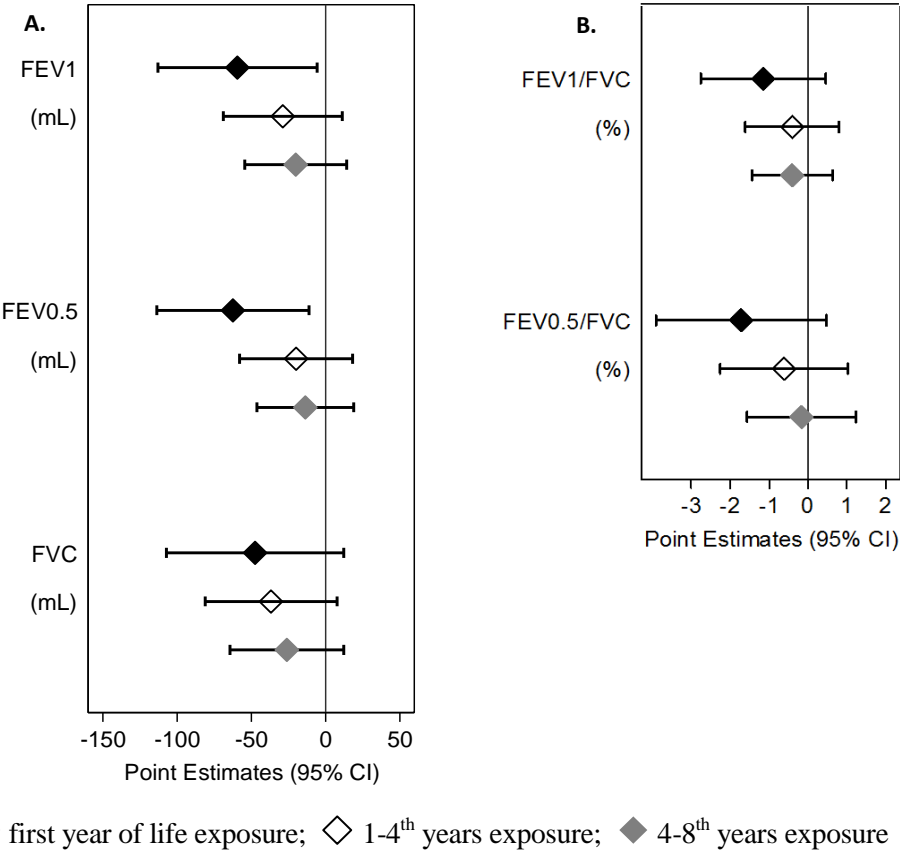 A.
FEV1
(mL)
FEV0.5
(mL)
FVC
(mL)
-150 -100 -50 0 50
Point Estimates (95% CI)
B.
FEV1/FVC
(%)
FEV0.5/FVC
(%)
-3 -2 -1 0 1 2
Point Estimates (95% CI)
first year of life exposure; 1-4th years exposure; 4-8th years exposure